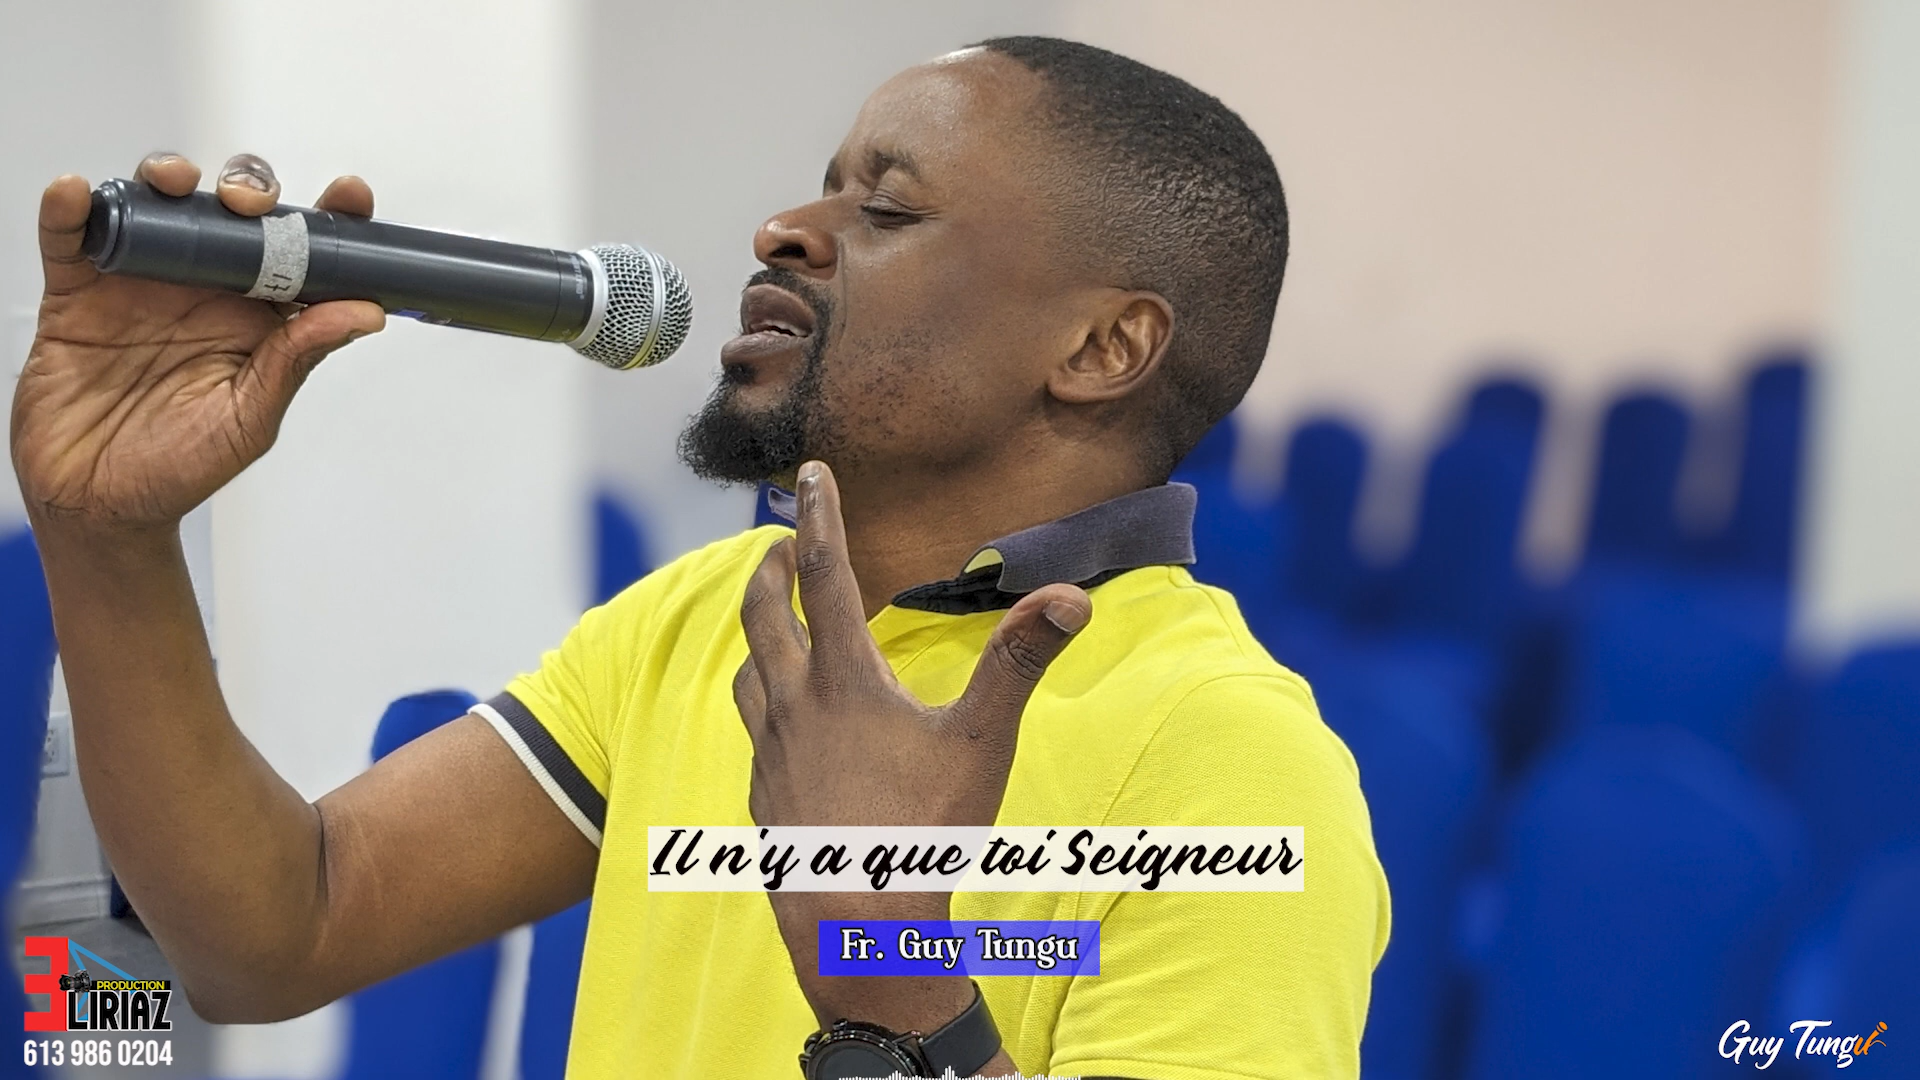 Il n'y a que toi Seigneur
Fr. Guy Tungu
PRODUCTION
ELIRIAZ
613 986 0204
Guy Tungu